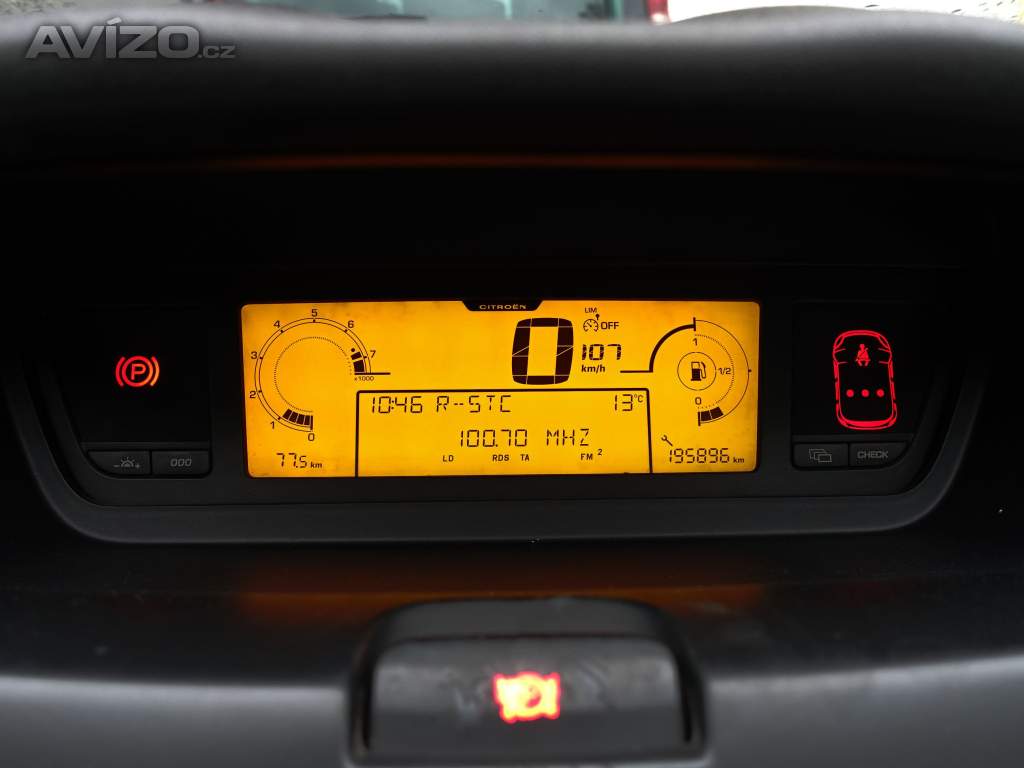 AVÍZO.cz
CITROËN
1 2 3 4 5 6 7
x1000
0
0
107
km/h
LIM
OFF
1
1/2
0
10:46 R--STC 13°C
100.70 MHZ
LD RDS TA FM 2
77.5 km
195896 km
P
000
CHECK